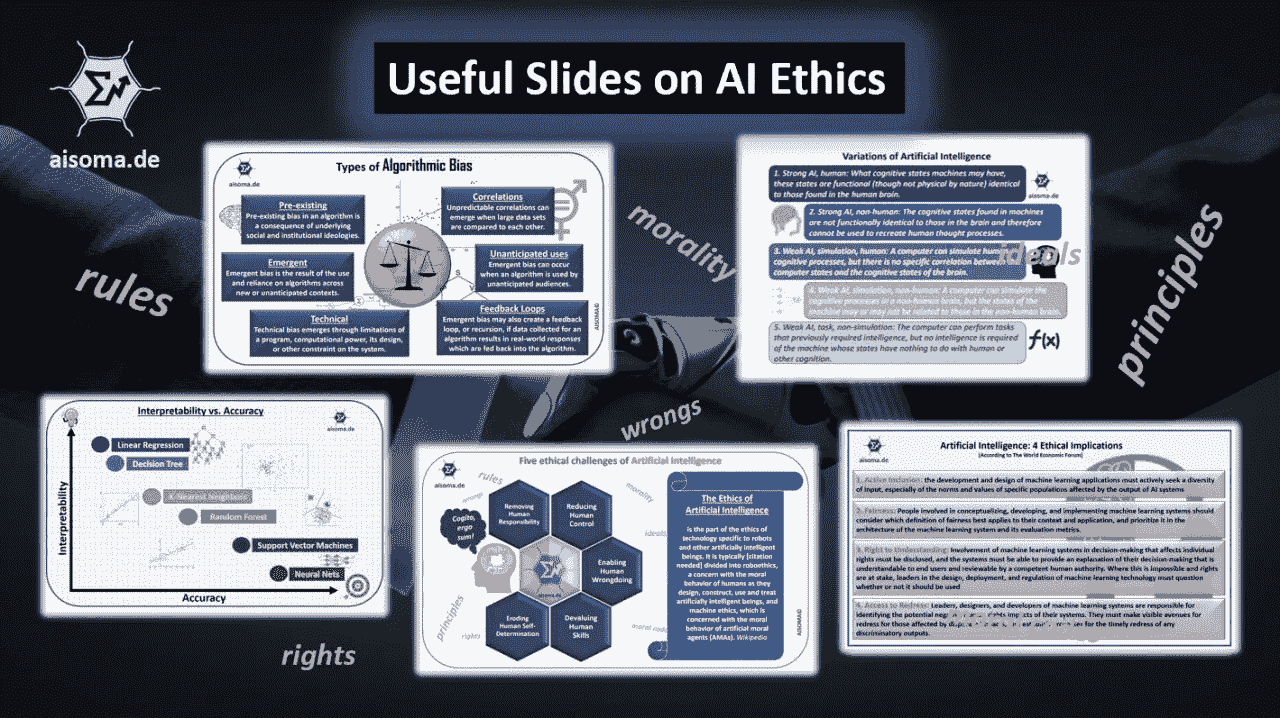 Useful Slides on AI Ethics
aisoma.de
rules
morality
ideals
principles
wrongs
rights
Types of Algorithmic Bias
aisoma.de
Pre-existing
Pre-existing bias in an algorithm is
a consequence of underlying
social and institutional ideologies.
Correlations
Unpredictable correlations can
emerge when large data sets
are compared to each other.
Emergent
Emergent bias is the result of the use
and reliance on algorithms across
new or unanticipated contexts.
Unanticipated uses
Emergent bias can occur
when an algorithm is used by
unanticipated audiences.
Technical
Technical bias emerges through limitations of
a program, computational power, its design,
or other constraint on the system.
Feedback Loops
Emergent bias may also create a feedback
loop, or recursion, if data collected for an
algorithm results in real-world responses
which are fed back into the algorithm.
AISOMAID
Variations of Artificial Intelligence
aisoma.de
1. Strong AI, human: What cognitive states machines may have,
these states are functional (though not physical by nature) identical
to those found in the human brain.
2. Strong AI, non-human: The cognitive states found in machines
are not functionally identical to those in the brain and therefore
cannot be used to recreate human thought processes.
3. Weak AI, simulation, human: A computer can simulate human
cognitive processes, but there is no specific correlation between
computer states and the cognitive states of the brain.
4. Weak AI, simulation, non-human: A computer can simulate the
cognitive processes in a non-human brain, but the states of the
machine may or may not be related to those in the non-human brain.
5. Weak AI, task, non-simulation: The computer can perform tasks
that previously required intelligence, but no intelligence is required
of the machine whose states have nothing to do with human or
other cognition.
f(x)
Interpretability vs. Accuracy
aisoma.de
Interpretability
Linear Regression
Decision Tree
K-Nearest Neighbors
Random Forest
Support Vector Machines
Neural Nets
Accuracy
Five ethical challenges of Artificial Intelligence
aisoma.de
rules
wrongs
morality
ideals
principles
rights
moral
Cogito,
ergo
sum!
Removing
Human
Responsibility
Reducing
Human
Control
Enabling
Human
Wrongdoing
Devaluing
Human
Skills
Eroding
Human Self-
Determination
aisoma.de
The Ethics of
Artificial Intelligence
is part of the ethics of
technology specific to robots
and other artificially intelligent
beings. It is typically [citation
needed] divided into roboethics,
a concern with the moral
behavior of humans as they
design, construct, use and treat
artificially intelligent beings, and
machine ethics, which is
concerned with the moral
behavior of artificial moral
agents (AMAs). Wikipedia
AISOMAID
Artificial Intelligence: 4 Ethical Implications
(According to The World Economic Forum)
aisoma.de
1. Active Inclusion: the development and design of machine learning applications must actively seek a diversity
of input, especially of the norms and values of specific populations affected by the output of AI systems
2. Fairness: People involved in conceptualizing, developing, and implementing machine learning systems should
consider which definition of fairness best applies to their context and application, and prioritize it in the
architecture of the machine learning system and its evaluation metrics.
3. Right to Understanding: Involvement of machine learning systems in decision-making that affects individual
rights must be disclosed, and the systems must be able to provide an explanation of their decision-making that is
understandable to end users and reviewable by a competent human authority. Where this is impossible and rights
are at stake, leaders in the design, deployment, and regulation of machine learning technology must question
whether or not it should be used
4. Access to Redress: Leaders, designers, and developers of machine learning systems are responsible for
identifying the potential rights impacts of their systems. They must make visible avenues for
redress for those affected by for the timely redress of any
discriminatory outputs.